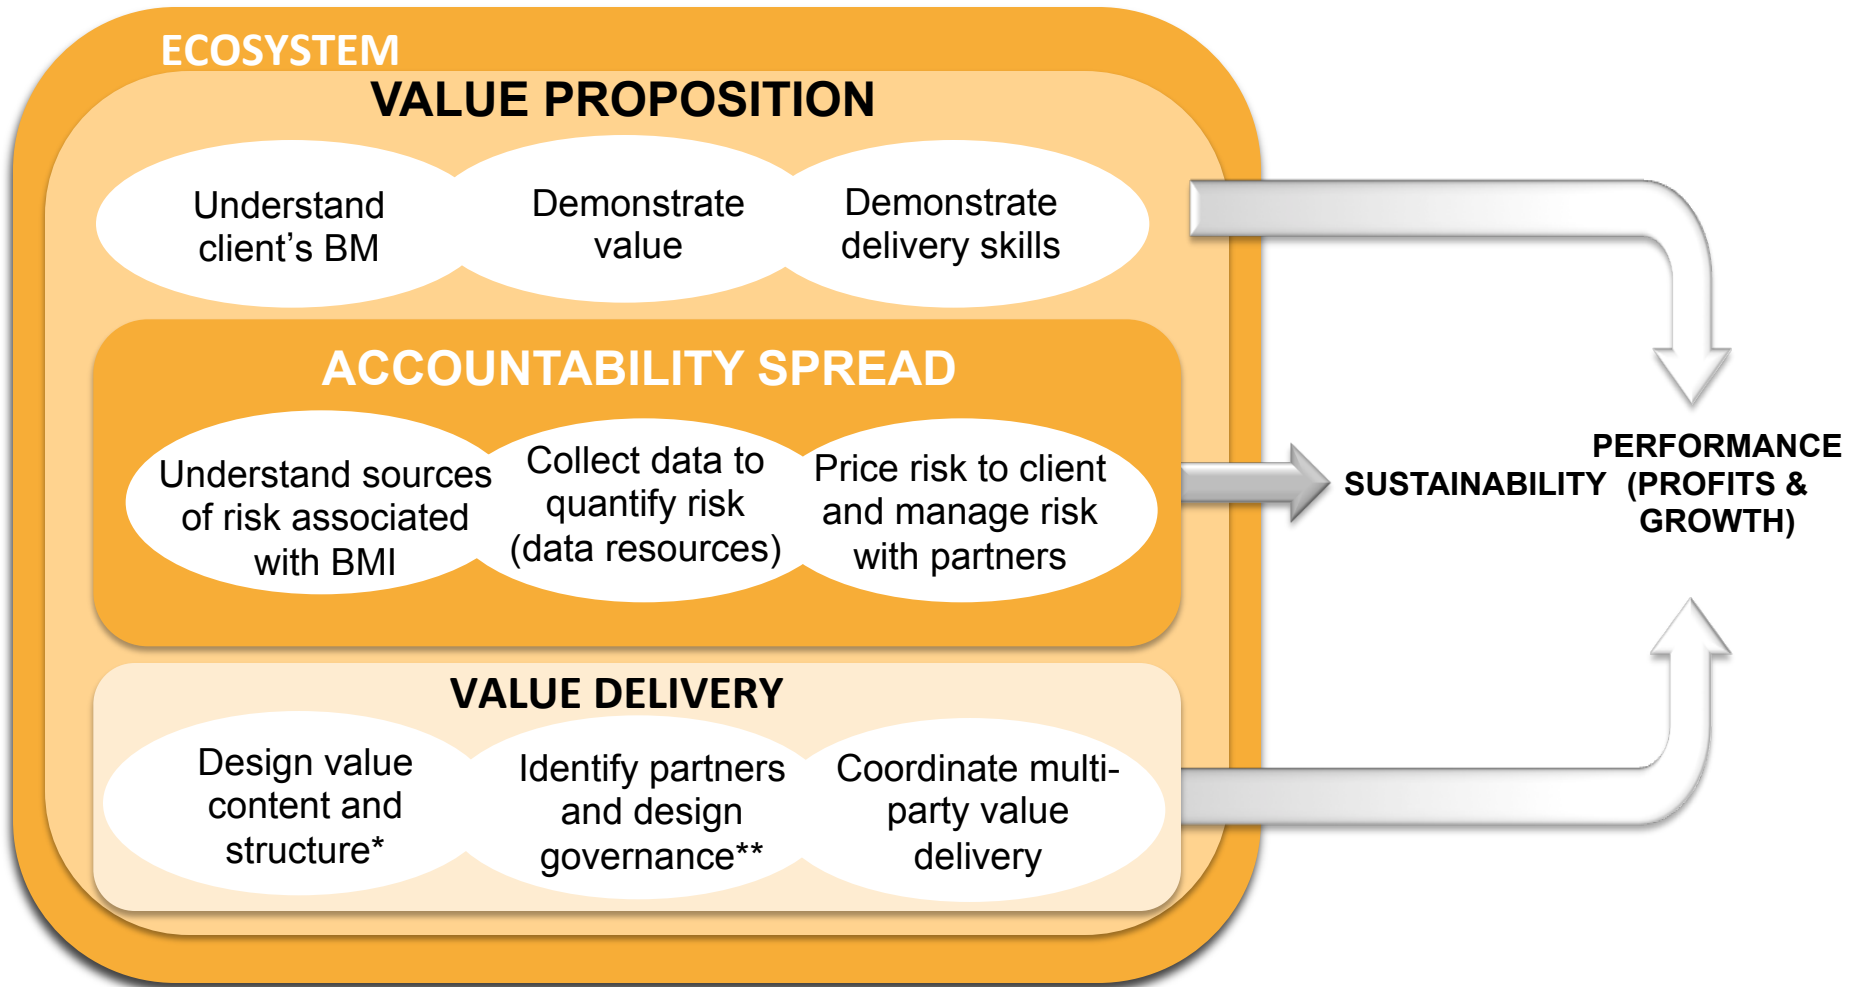 ECOSYSTEM
VALUE PROPOSITION
Understand
client's BM
Demonstrate
value
Demonstrate
delivery skills
ACCOUNTABILITY SPREAD
Understand sources
of risk associated
with BMI
Collect data to
quantify risk
(data resources)
Price risk to client
and manage risk
with partners
VALUE DELIVERY
Design value
content and
structure*
Identify partners
and design
governance**
Coordinate multi-
party value
delivery
SUSTAINABILITY
PERFORMANCE
(PROFITS &
GROWTH)